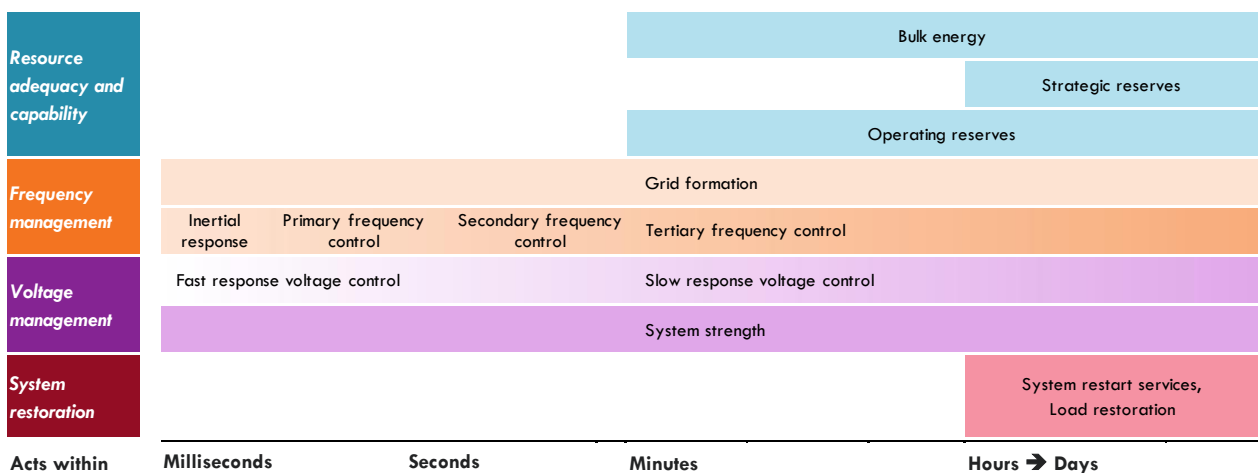 Resource
adequacy and
capability
Bulk energy
Strategic reserves
Operating reserves
Frequency
management
Grid formation
Inertial
response
Primary frequency
control
Secondary frequency
control
Tertiary frequency control
Voltage
management
Fast response voltage control
Slow response voltage control
System strength
System
restoration
System restart services,
Load restoration
Acts within
Milliseconds
Seconds
Minutes
Hours ➔ Days